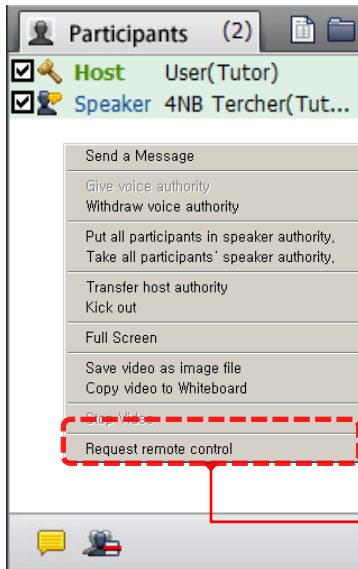 Participants (2)
Host User(Tutor)
Speaker 4NB Tercher(Tut...
Send a Message
Give voice authority
Withdraw voice authority
Put all participants in speaker authority,
Take all participants' speaker authority,
Transfer host authority
Kick out
Full Screen
Save video as image file
Copy video to Whiteboard
Stop Video
Request remote control